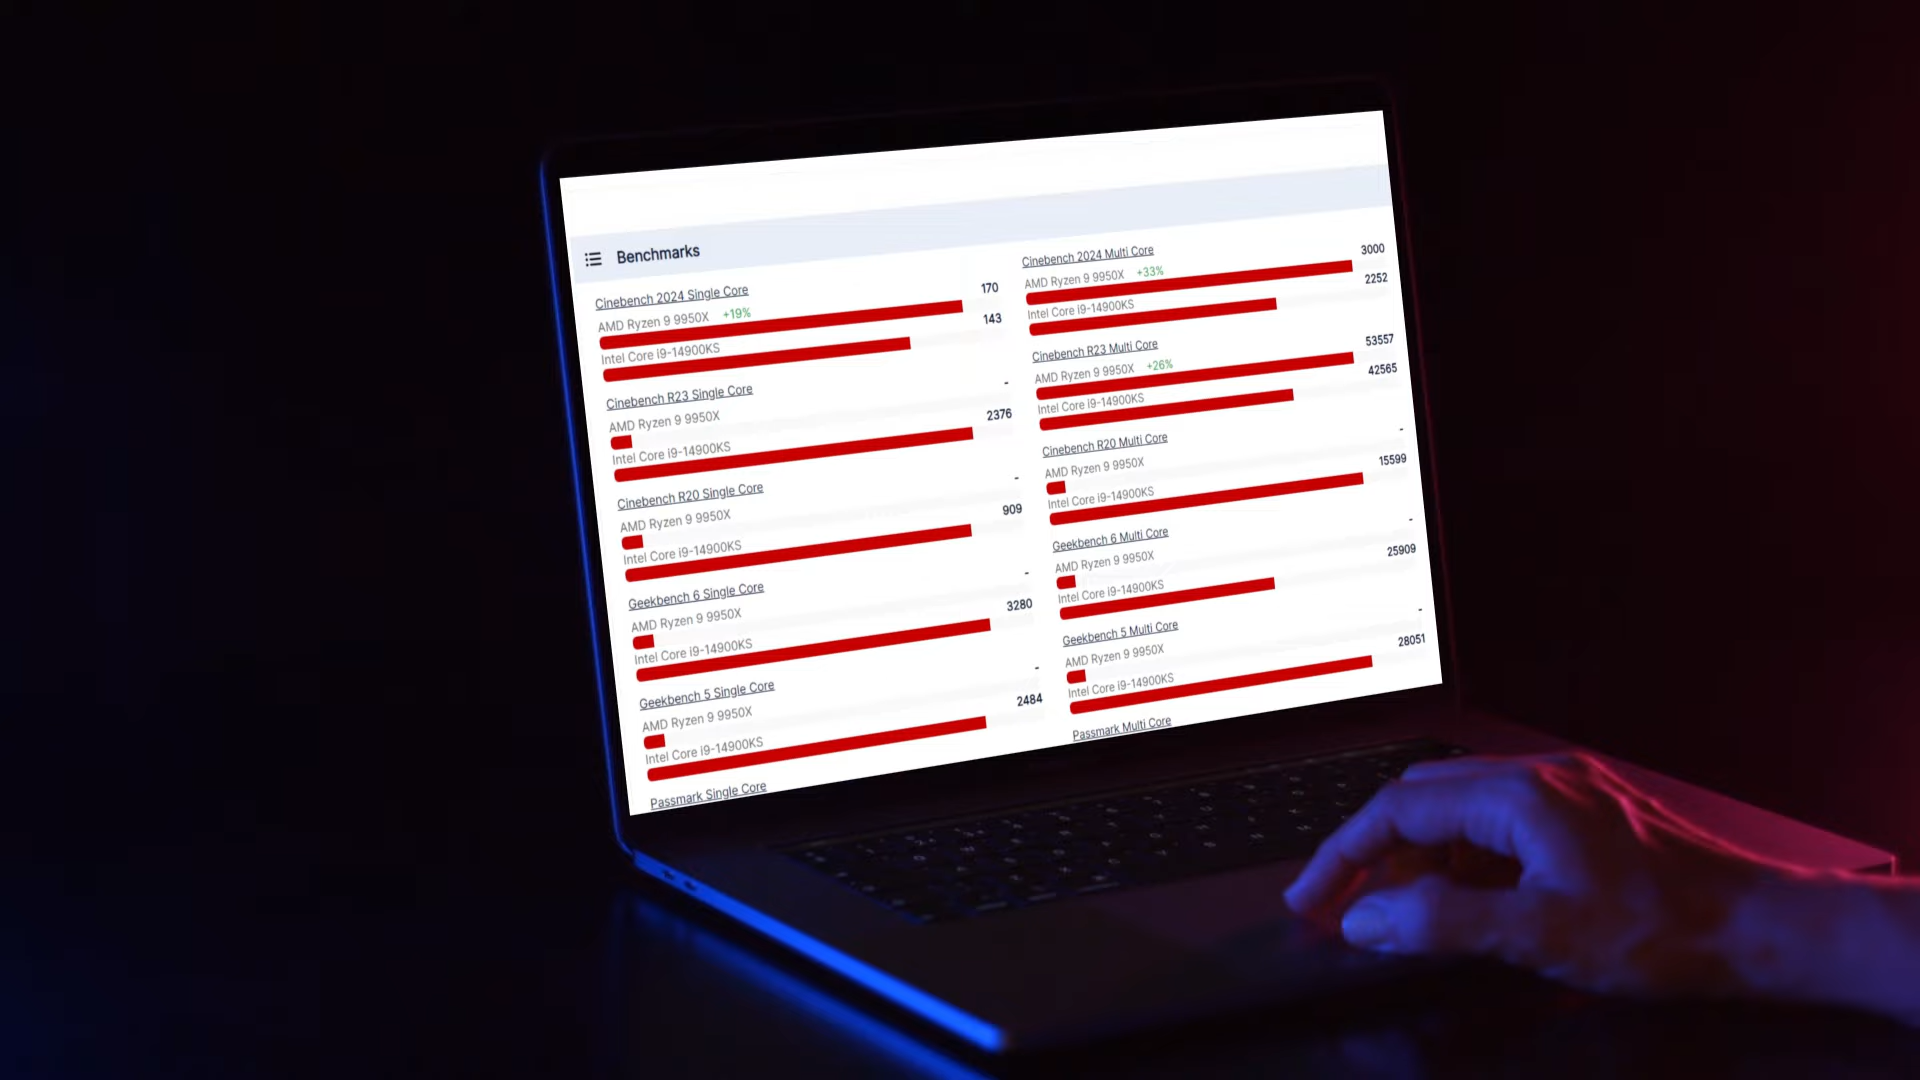 Benchmarks
Cinebench 2024 Single Core
AMD Ryzen 9 9950X +19% 170
Intel Core i9-14900KS 143
Cinebench R23 Single Core
AMD Ryzen 9 9950X -
Intel Core i9-14900KS 2376
Cinebench R20 Single Core
AMD Ryzen 9 9950X -
Intel Core i9-14900KS 909
Geekbench 6 Single Core
AMD Ryzen 9 9950X -
Intel Core i9-14900KS 3280
Geekbench 5 Single Core
AMD Ryzen 9 9950X -
Intel Core i9-14900KS 2484
Passmark Single Core
Cinebench 2024 Multi Core
AMD Ryzen 9 9950X +33% 3000
Intel Core i9-14900KS 2252
Cinebench R23 Multi Core
AMD Ryzen 9 9950X +26% 53557
Intel Core i9-14900KS 42565
Cinebench R20 Multi Core
AMD Ryzen 9 9950X -
Intel Core i9-14900KS 15599
Geekbench 6 Multi Core
AMD Ryzen 9 9950X -
Intel Core i9-14900KS 25909
Geekbench 5 Multi Core
AMD Ryzen 9 9950X -
Intel Core i9-14900KS 28051
Passmark Multi Core